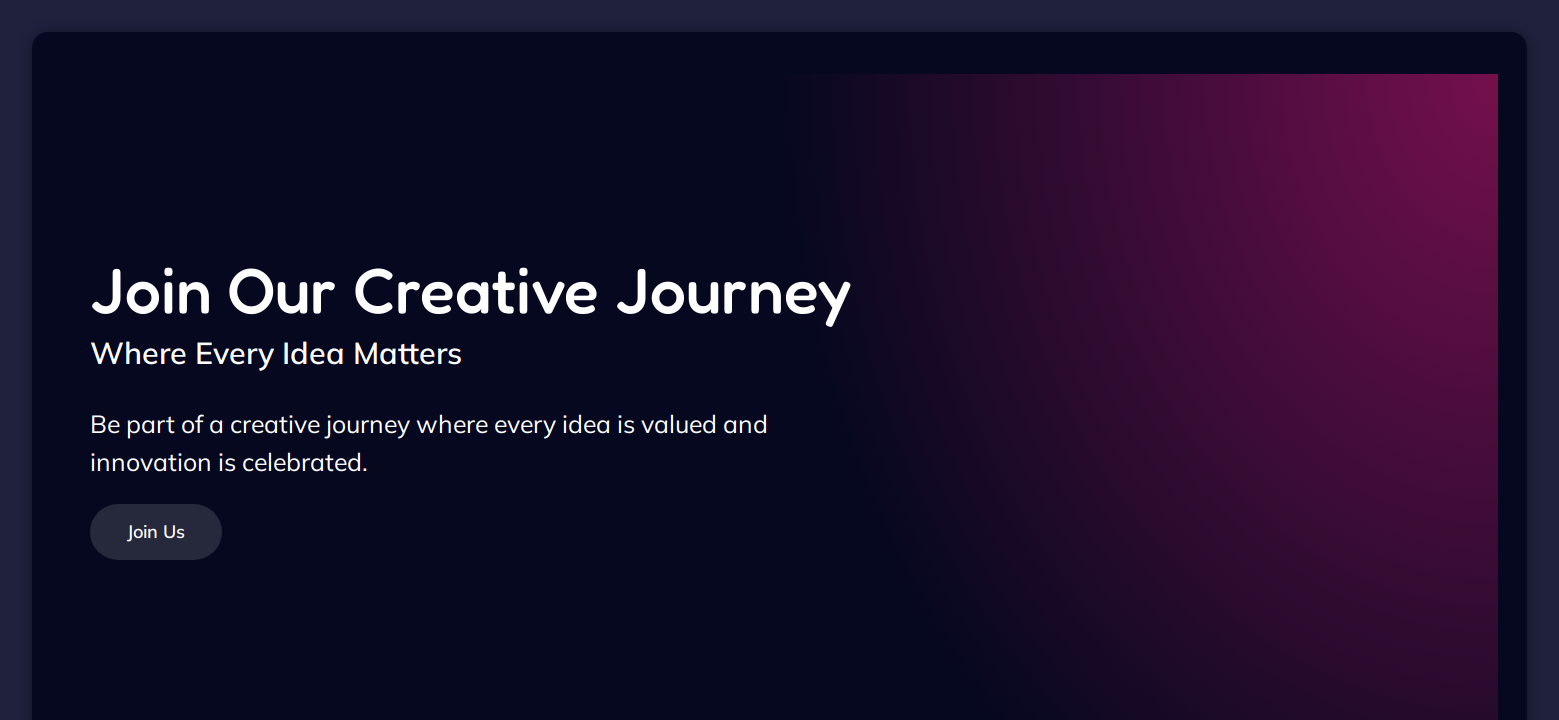 Join Our Creative Journey
Where Every Idea Matters
Be part of a creative journey where every idea is valued and
innovation is celebrated.
Join Us